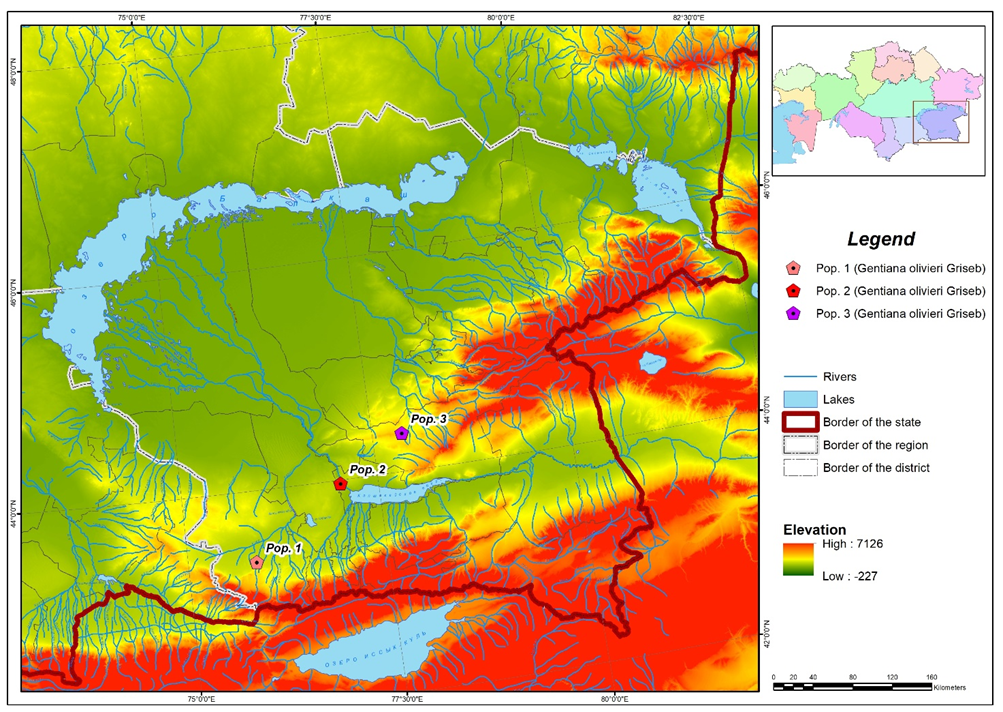 75°0'0"E 77°30'0"E 80°0'0"E 82°30'0"E
48°0'0"N
46°0'0"N
46°0'0"N
44°0'0"N
44°0'0"N
42°0'0"N
Pop. 3
Pop. 2
Pop. 1
ОЗЕРО ИССЫК-КУЛЬ
75°0'0"E 77°30'0"E 80°0'0"E
Legend
Pop. 1 (Gentiana olivieri Griseb)
Pop. 2 (Gentiana olivieri Griseb)
Pop. 3 (Gentiana olivieri Griseb)
Rivers
Lakes
Border of the state
Border of the region
Border of the district
Elevation
High : 7126
Low : -227
0 20 40 80 120 160
Kilometers